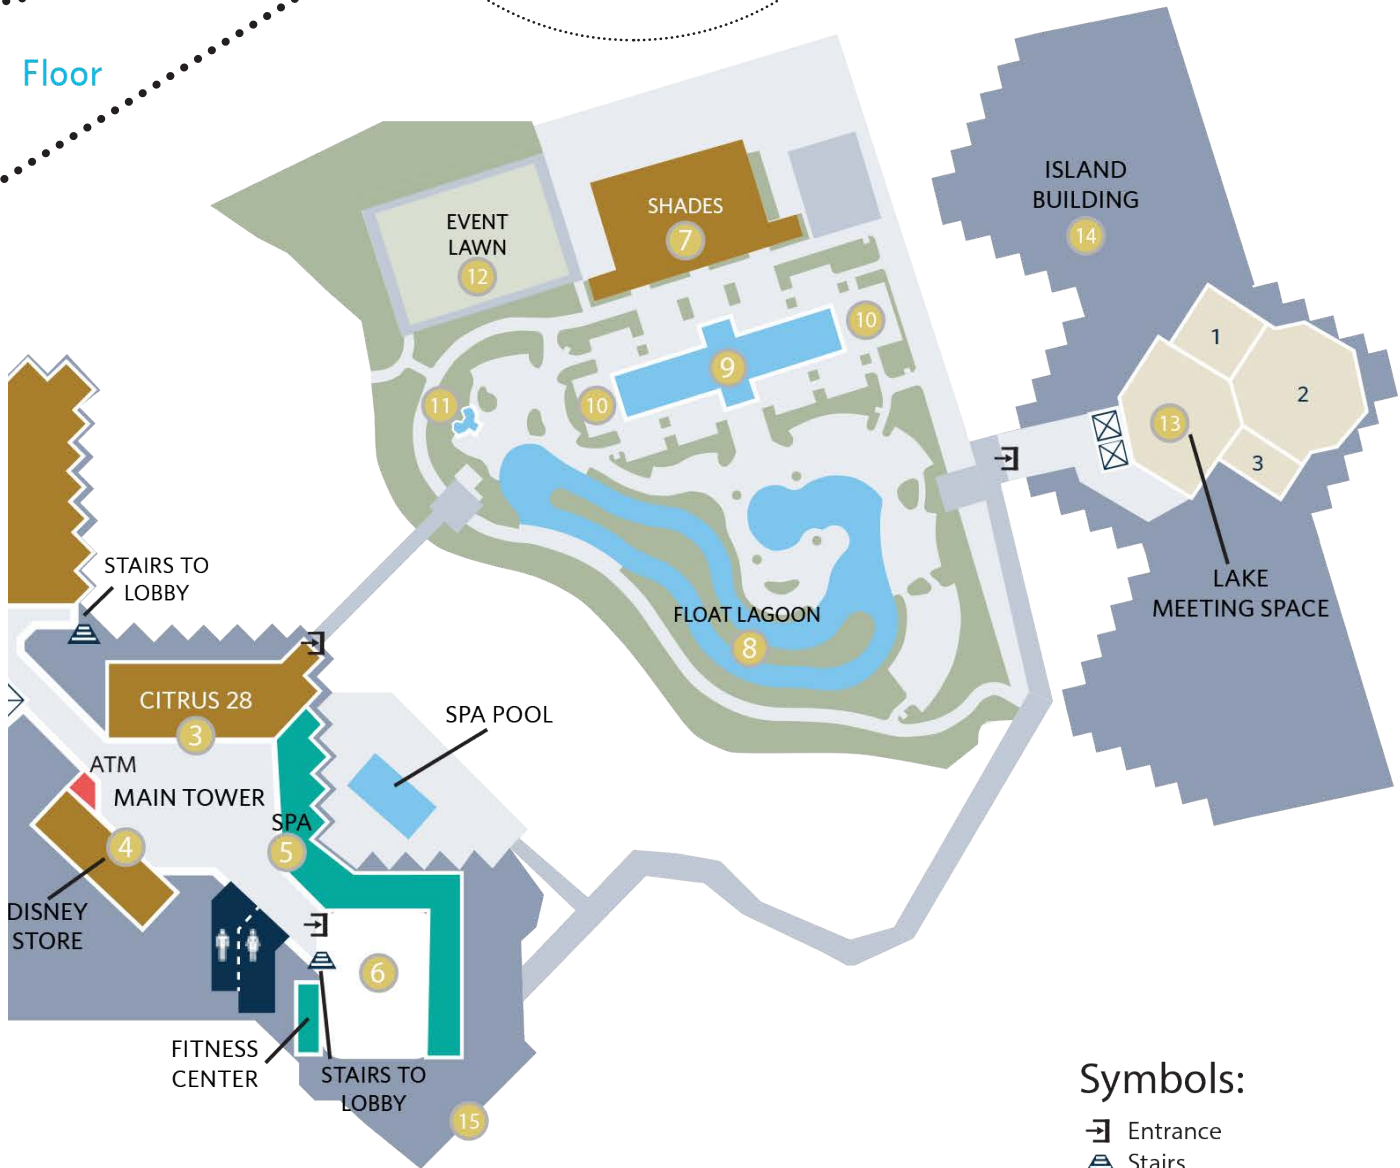 Floor
ISLAND
BUILDING
14
SHADES
7
EVENT
LAWN
12
10
1
9
2
11
10
13
3
STAIRS TO
LOBBY
LAKE
MEETING SPACE
FLOAT LAGOON
8
CITRUS 28
3
SPA POOL
ATM
MAIN TOWER
SPA
5
4
DISNEY
STORE
6
FITNESS
CENTER
STAIRS TO
LOBBY
15
Symbols:
Entrance
Stairs